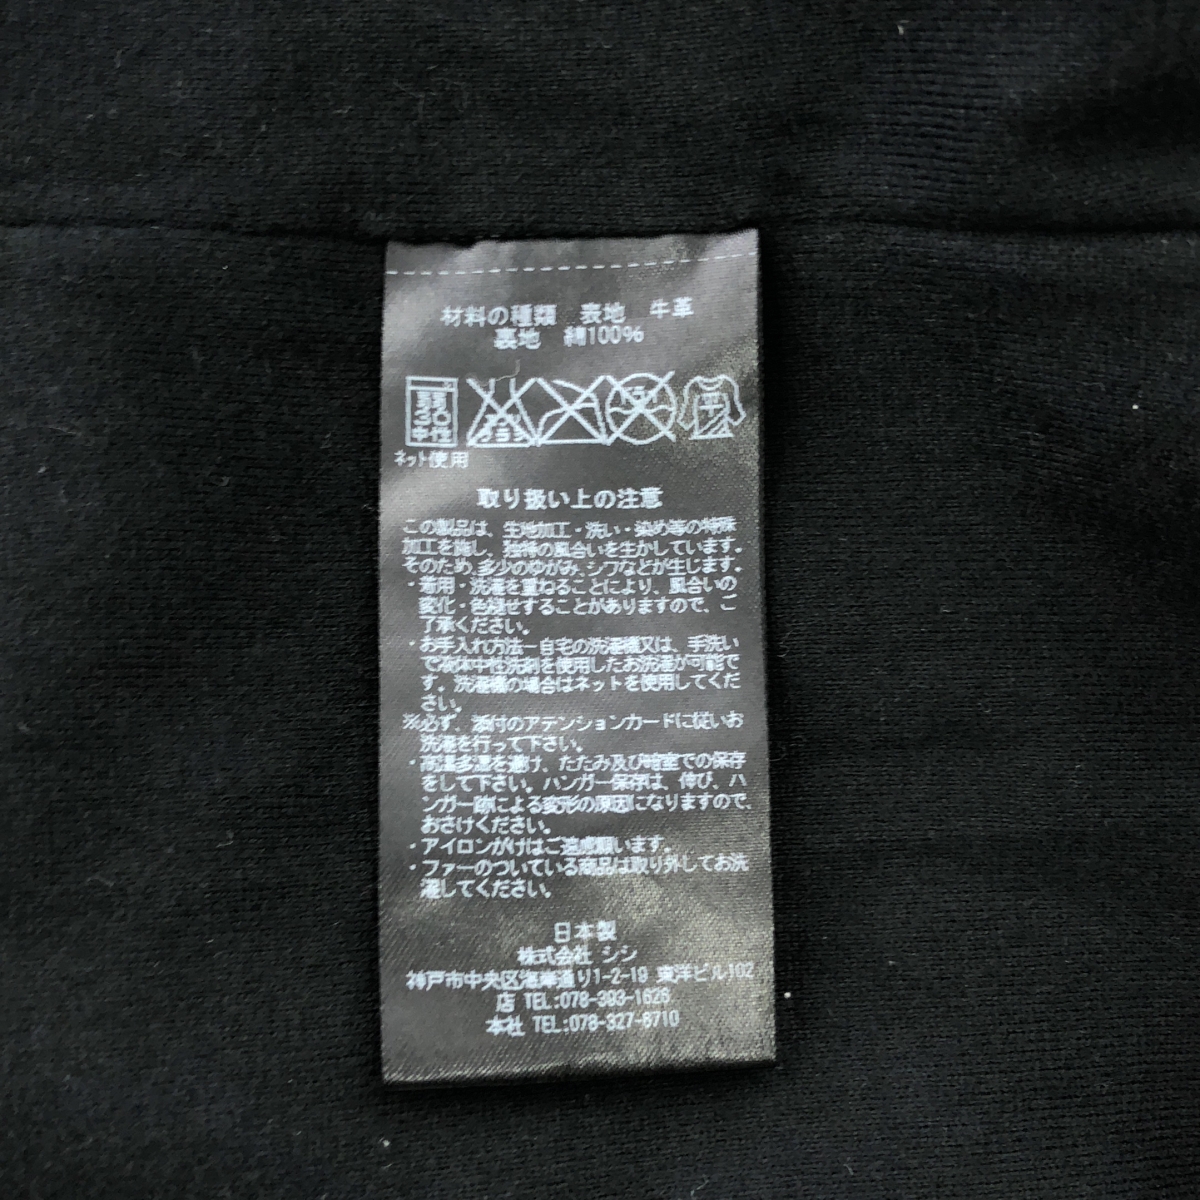 材料の種類　表地　牛革
裏地　綿100%
弱
30
中性
エンソ
サラシ
ドライ
平
ネット使用
取り扱い上の注意
この製品は、生地加工・洗い・染め等の特殊
加工を施し、独特の風合いを生かしています。
そのため、多少のゆがみ、シワなどが生じます。
・着用・洗濯を重ねることにより、風合いの
変化・色褪せすることがありますので、ご
了承ください。
・お手入れ方法－自宅の洗濯機又は、手洗い
で液体中性洗剤を使用したお洗濯が可能で
す。洗濯機の場合はネットを使用してくだ
さい。
※必ず、添付のアテンションカードに従いお
洗濯を行って下さい。
・高温多湿を避け、たたみ及び暗室での保存
をして下さい。ハンガー保存は、伸び、ハ
ンガー跡による変形の原因になりますので、
おさけください。
・アイロンがけはご遠慮願います。
・ファーのついている商品は取り外してお洗
濯してください。
日本製
株式会社 シシ
神戸市中央区海岸通り1-2-19 東洋ビル102
店 TEL:078-393-1626
本社 TEL:078-327-8710